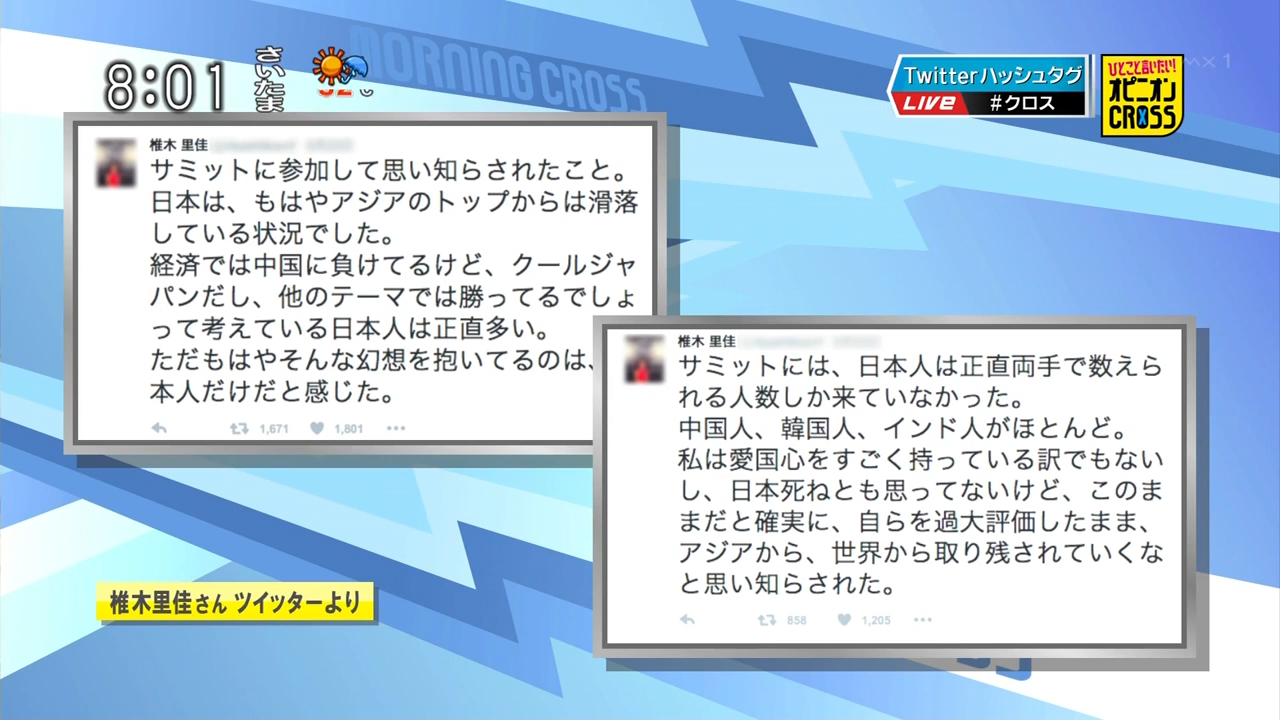 8:01
さいたま
MORNING CROSS
Twitterハッシュタグ
LIVE #クロス
ひとこと言いたい!
オピニオン
CROSS
椎木 里佳
サミットに参加して思い知らされたこと。
日本は、もはやアジアのトップからは滑落
している状況でした。
経済では中国に負けてるけど、クールジャ
パンだし、他のテーマでは勝ってるでしょ
って考えている日本人は正直多い。
ただもはやそんな幻想を抱いてるのは、
本人だけだと感じた。
1,671 1,801
椎木 里佳
サミットには、日本人は正直両手で数えら
れる人数しか来ていなかった。
中国人、韓国人、インド人がほとんど。
私は愛国心をすごく持っている訳でもない
し、日本死ねとも思ってないけど、このま
まだと確実に、自らを過大評価したまま、
アジアから、世界から取り残されていくな
と思い知らされた。
858 1,205
椎木里佳さん ツイッターより